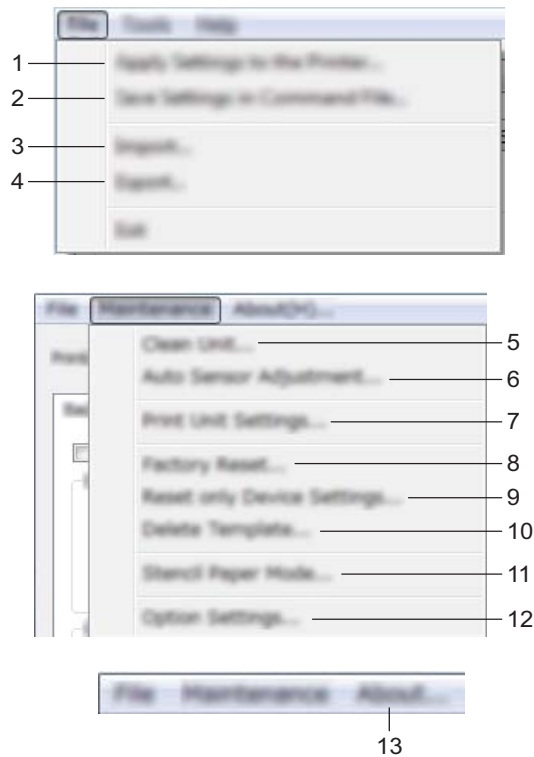 File Tools Help
1 Apply Settings to the Printer...
2 Save Settings in Command File...
3 Import...
4 Export...
Exit
File Maintenance About(H)...
Clean Unit... 5
Auto Sensor Adjustment... 6
Print Unit Settings... 7
Factory Reset... 8
Reset only Device Settings... 9
Delete Template... 10
Stencil Paper Mode... 11
Option Settings... 12
File Maintenance About...
13